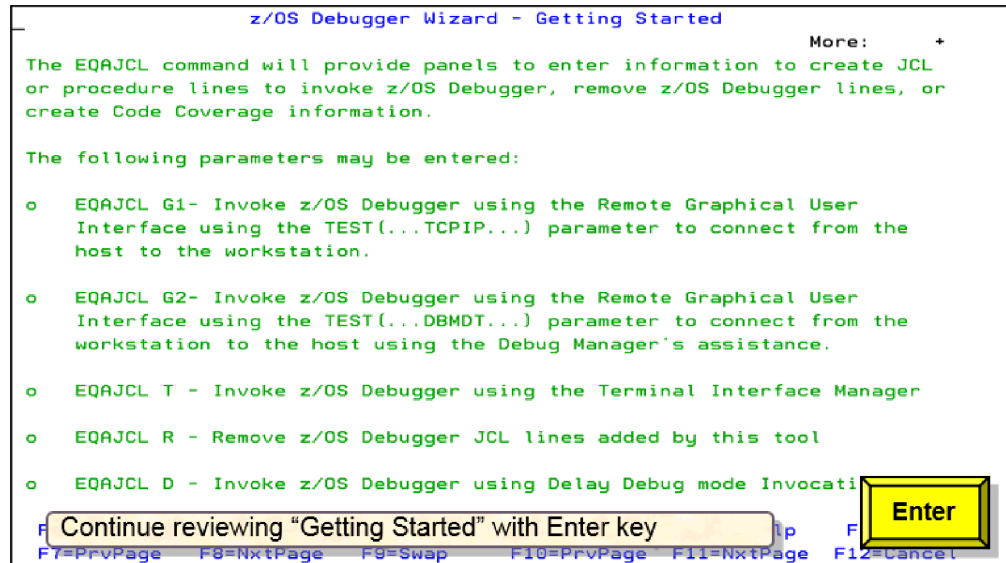 z/OS Debugger Wizard - Getting Started
More: +
The EQAJCL command will provide panels to enter information to create JCL
or procedure lines to invoke z/OS Debugger, remove z/OS Debugger lines, or
create Code Coverage information.
The following parameters may be entered:
o EQAJCL G1- Invoke z/OS Debugger using the Remote Graphical User
Interface using the TEST(...TCPIP...) parameter to connect from the
host to the workstation.
o EQAJCL G2- Invoke z/OS Debugger using the Remote Graphical User
Interface using the TEST(...DBMDT...) parameter to connect from the
workstation to the host using the Debug Manager's assistance.
o EQAJCL T - Invoke z/OS Debugger using the Terminal Interface Manager
o EQAJCL R - Remove z/OS Debugger JCL lines added by this tool
o EQAJCL D - Invoke z/OS Debugger using Delay Debug mode Invocati
Enter
Continue reviewing “Getting Started” with Enter key
F7=PrvPage F8=NxtPage F9=Swap F10=PrvPage F11=NxtPage F12=Cancel